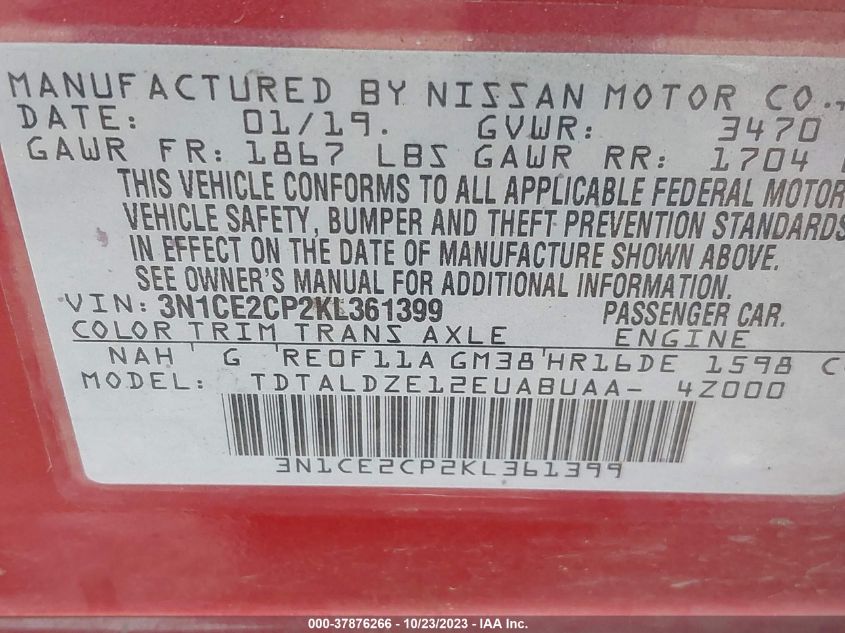 MANUFACTURED BY NISSAN MOTOR CO.,
DATE: 01/19. GVWR: 3470
GAWR FR: 1867 LBS GAWR RR: 1704
THIS VEHICLE CONFORMS TO ALL APPLICABLE FEDERAL MOTOR
VEHICLE SAFETY, BUMPER AND THEFT PREVENTION STANDARDS
IN EFFECT ON THE DATE OF MANUFACTURE SHOWN ABOVE.
SEE OWNER'S MANUAL FOR ADDITIONAL INFORMATION.
VIN: 3N1CE2CP2KL361399 PASSENGER CAR.
COLOR TRIM TRANS AXLE ENGINE
NAH G RE0F11A GM38 HR16DE 1598 C
MODEL: TDTALDZE12EUABUAA- 4Z000
3N1CE2CP2KL361399
000-37876266 - 10/23/2023 - IAA Inc.